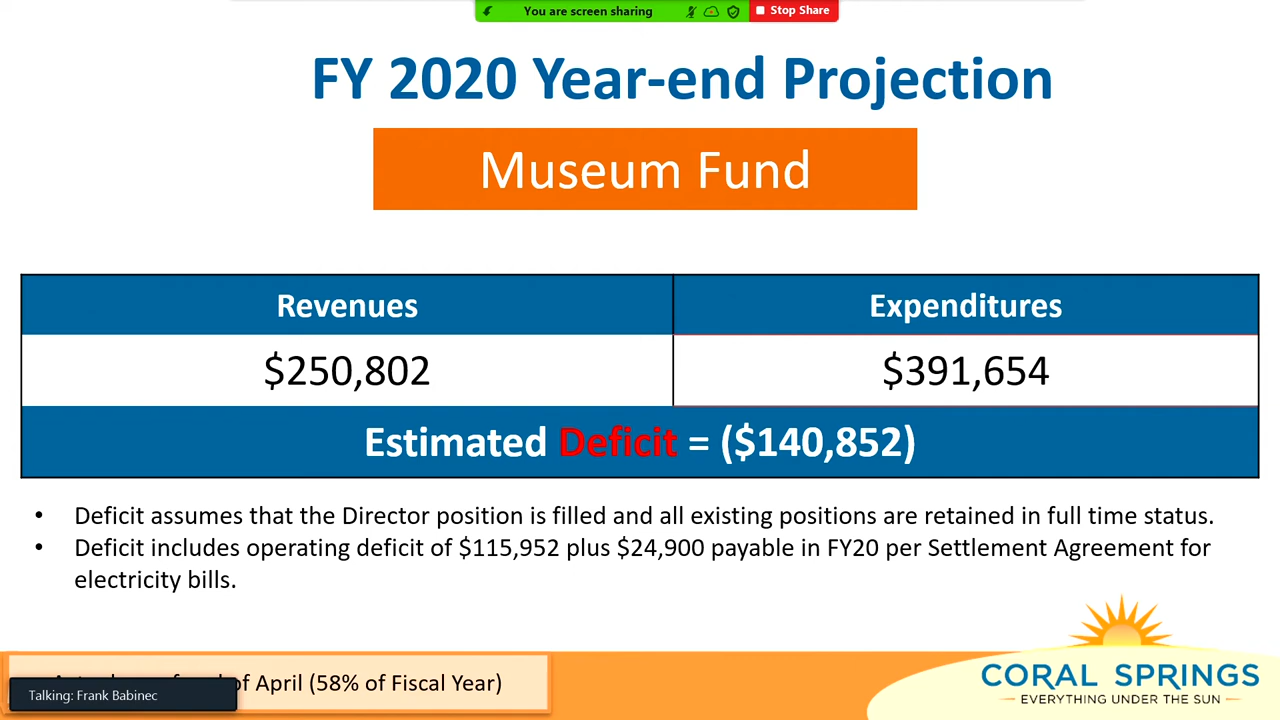 You are screen sharing
Stop Share
FY 2020 Year-end Projection
Museum Fund
Revenues
Expenditures
$250,802
$391,654
Estimated Deficit = ($140,852)
• Deficit assumes that the Director position is filled and all existing positions are retained in full time status.
• Deficit includes operating deficit of $115,952 plus $24,900 payable in FY20 per Settlement Agreement for
electricity bills.
of April (58% of Fiscal Year)
Talking: Frank Babinec
CORAL SPRINGS
EVERYTHING UNDER THE SUN